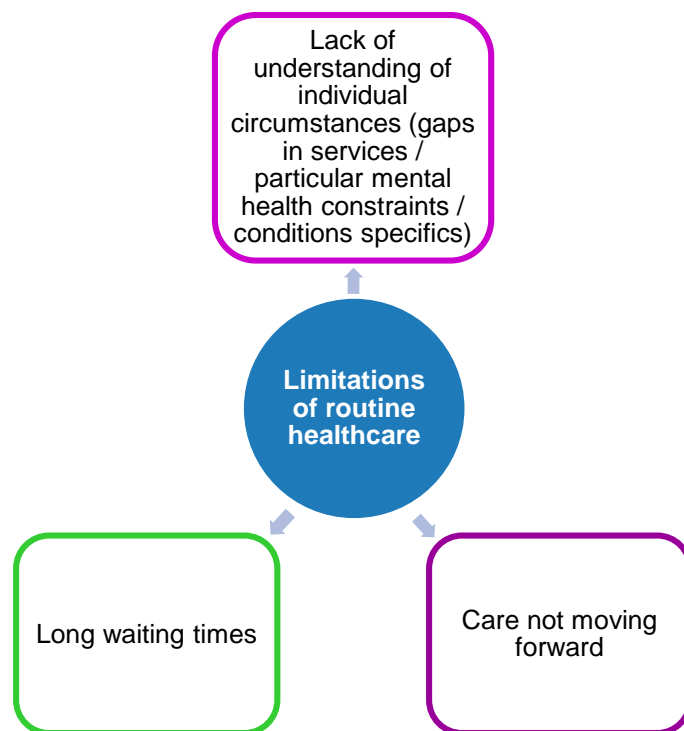 Lack of
understanding of
individual
circumstances (gaps
in services /
particular mental
health constraints /
conditions specifics)
Limitations
of routine
healthcare
Long waiting times
Care not moving
forward